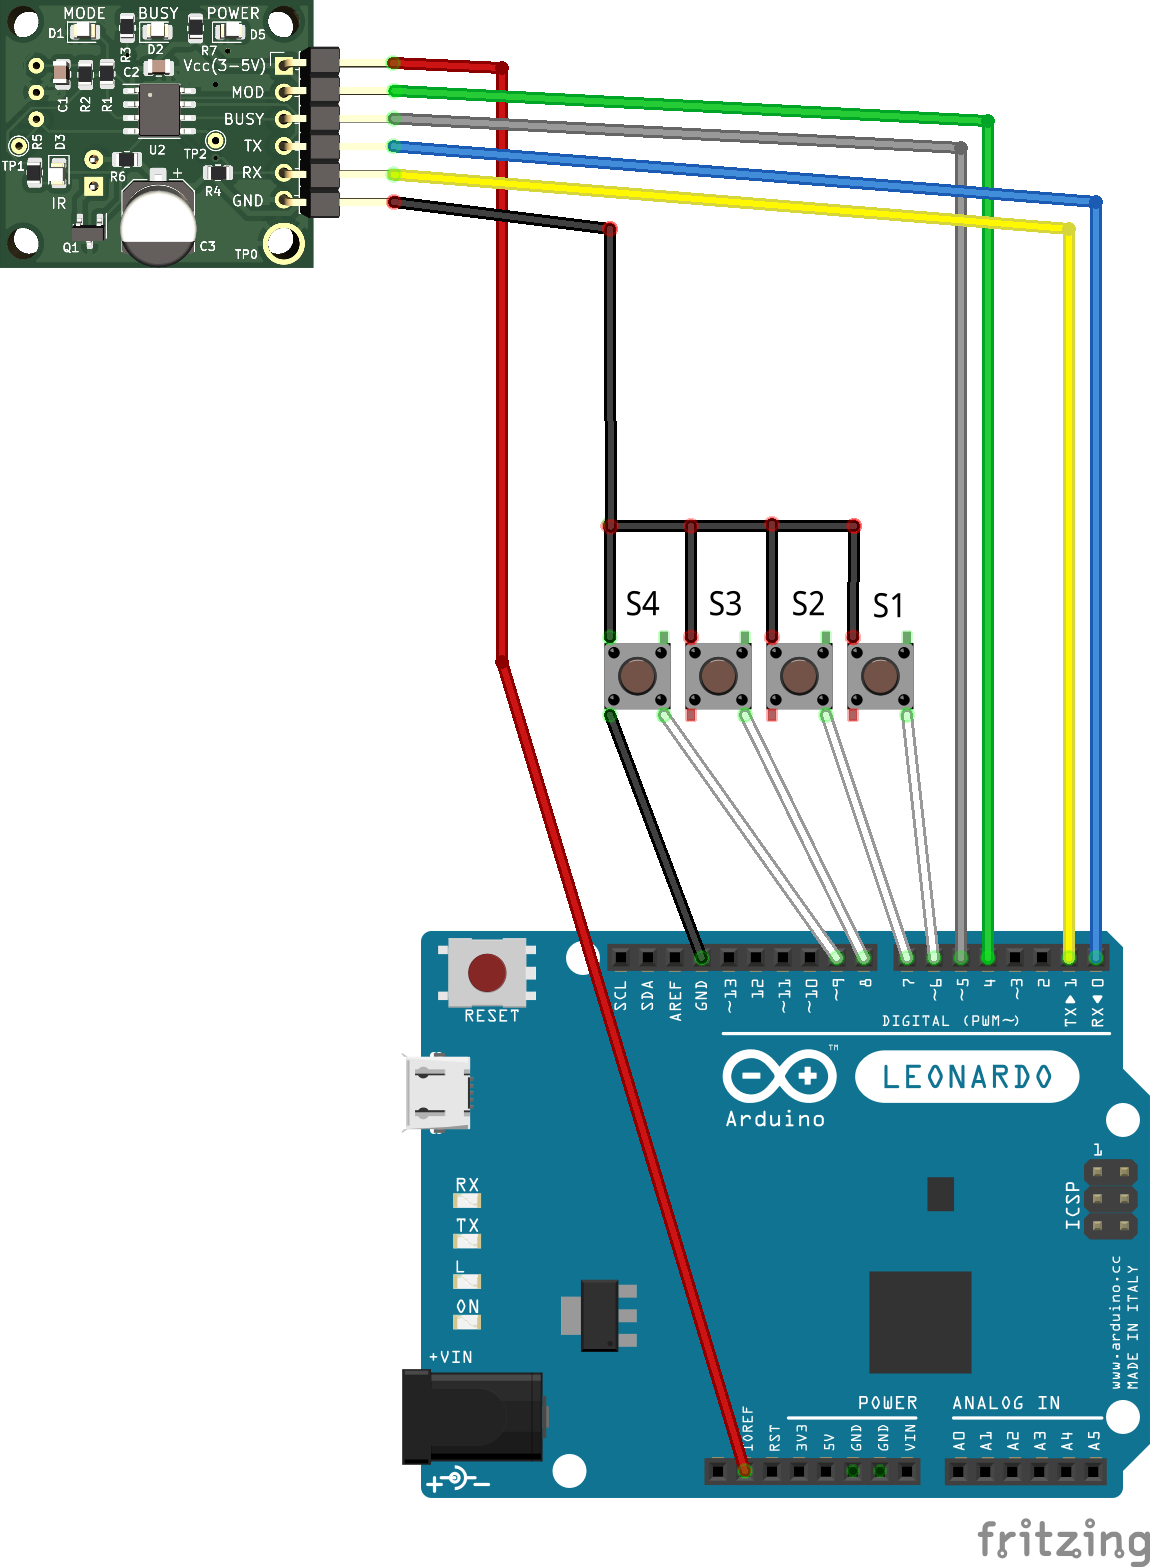 MODE BUSY POWER
D1 R3 D2 R7 D5
Vcc(3-5V)
C1 R2 R1 C2
MOD
BUSY
U2
TX
TP2
TP1 R5 D3
RX
R6 R4
IR +
GND
Q1 C3 TP0
S4 S3 S2 S1
RESET
SCL SDA AREF GND ~13 12 ~11 ~10 ~9 8 7 ~6 ~5 4 ~3 2 TX 1 RX 0
DIGITAL (PWM~)
TM
LEONARDO
Arduino
1
ICSP
RX
TX
L
ON
+VIN
www.arduino.cc
MADE IN ITALY
POWER
ANALOG IN
IOREF RST 3V3 5V GND GND VIN A0 A1 A2 A3 A4 A5
fritzing